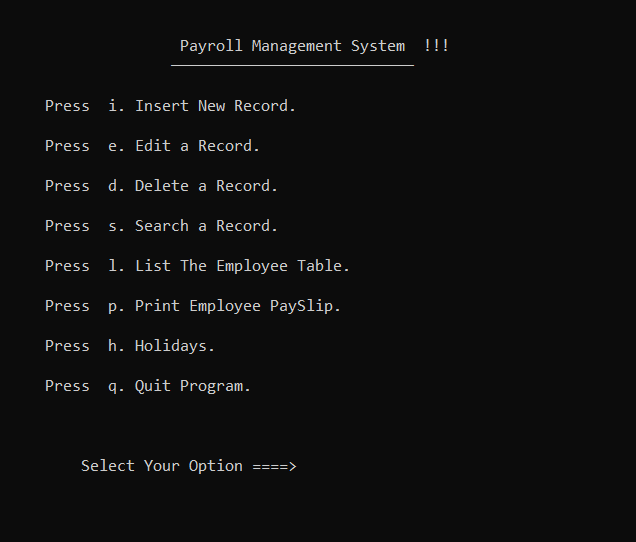 Payroll Management System  !!!
Press  i. Insert New Record.
Press  e. Edit a Record.
Press  d. Delete a Record.
Press  s. Search a Record.
Press  l. List The Employee Table.
Press  p. Print Employee PaySlip.
Press  h. Holidays.
Press  q. Quit Program.
Select Your Option ====>